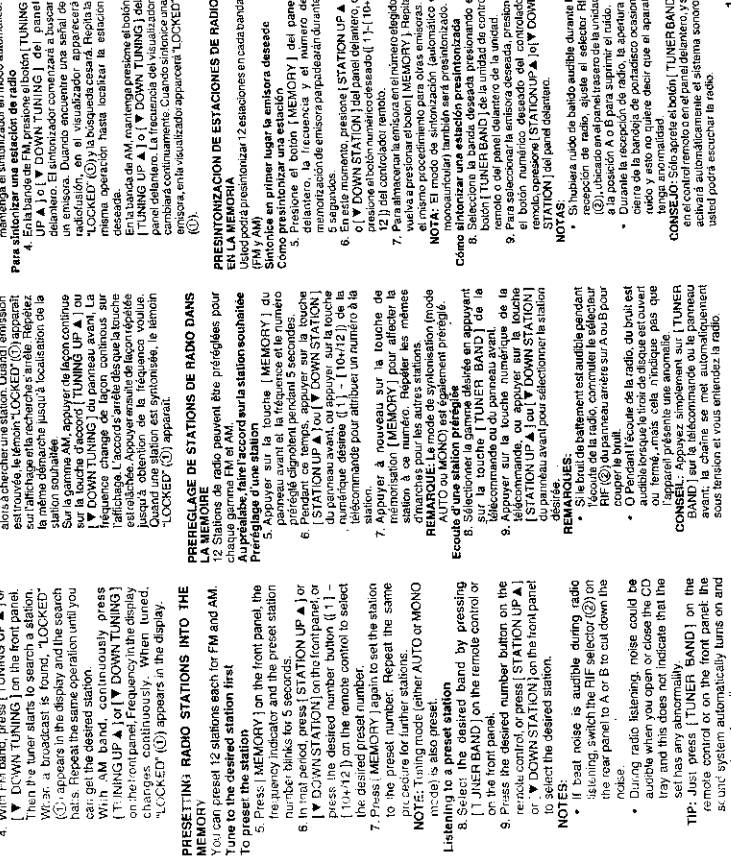 4. With FM band, press [ TUNING UP ▲ ] or
[ ▼ DOWN TUNING ] on the front panel.
Then the tuner starts to search a station.
When a broadcast is found, "LOCKED"
(①) appears in the display and the search
halts. Repeat the same operation until you
can get the desired station.
With AM band, continuously press
[ TUNING UP ▲ ] or [ ▼ DOWN TUNING ]
on the front panel. Frequency in the display
changes continuously. When tuned,
"LOCKED" (①) appears in the display.
PRESETTING RADIO STATIONS INTO THE
MEMORY
You can preset 12 stations each for FM and AM.
Tune to the desired station first
To preset the station
5. Press [ MEMORY ] on the front panel, the
frequency indicator and the preset station
number blinks for 5 seconds.
6. In that period, press [ STATION UP ▲ ] or
[ ▼ DOWN STATION ] on the front panel, or
press the desired number button ([ 1 ] -
[ 10+/12 ]) on the remote control to select
the desired preset number.
7. Press [ MEMORY ] again to set the station
to the preset number. Repeat the same
procedure for further stations.
NOTE: Tuning mode (either AUTO or MONO
mode) is also preset.
Listening to a preset station
8. Select the desired band by pressing
[ TUNER BAND ] on the remote control or
on the front panel.
9. Press the desired number button on the
remote control, or press [ STATION UP ▲ ]
or [ ▼ DOWN STATION ] on the front panel
to select the desired station.
NOTES:
• If beat noise is audible during radio
listening, switch the RIF selector (②) on
the rear panel to A or B to cut down the
noise.
• During radio listening, noise could be
audible when you open or close the CD
tray and this does not indicate that the
set has any abnormality.
TIP: Just press [ TUNER BAND ] on the
remote control or on the front panel: the
sound system automatically turns on and
alors à chercher une station. Quand l émission
est trouvée, le témoin "LOCKED" (①) apparaît
sur l'affichage et la recherche s arrête. Répétez
la même démarche jusqu'à localisation de la
station souhaitée.
Sur la gamme AM, appuyer de façon continue
sur la touche d'accord [ TUNING UP ▲ ] ou
[ ▼ DOWN TUNING ] du panneau avant. La
fréquence change de façon continous sur
l'affichage. L'accord s'arrête dès que la touche
est relâchée. Appuyer ensuite de façon répétée
jusqu'à obtention de la fréquence voulue.
Quand une station est syntonisée, le témoin
"LOCKED" (①) apparaît.
PREREGLAGE DE STATIONS DE RADIO DANS
LA MEMOIRE
12 Stations de radio peuvent être préréglées pour
chaque gamme FM et AM.
Au préalabe, faire l accord sur la station souhaitée
Préréglage d'une station
5. Appuyer sur la touche [ MEMORY ] du
panneau avant, la fréquence et le numéro
préréglé clignotent pendant 5 secondes.
6. Pendant ce temps, appuyer sur la touche
[ STATION UP ▲ ] ou [ ▼ DOWN STATION ]
du panneau avant, ou appuyer sur la touche
numérique désirée ([ 1 ] - [ 10+/12 ]) de la
télécommande pour attribuer un numéro à la
station.
7. Appuyer à nouveau sur la touche de
mémorisation [ MEMORY ] pour affecter la
station à ce numéro. Répéter les mêmes
démarches pour les autres stations.
REMARQUE: Le mode de syntonisation (mode
AUTO ou MONO) est également préréglé.
Ecoute d'une station préréglée
8. Sélectionner la gamme désirée en appuyant
sur la touche [ TUNER BAND ] de la
télécommande ou du panneau avant.
9. Appuyer sur la touche numérique de la
télécommande ou appuyer sur la touche
[ STATION UP ▲ ] ou [ ▼ DOWN STATION ]
du panneau avant pour sélectionner la station
désirée.
REMARQUES:
• Si le bruit de battement est audible pendant
l'écoute de la radio, commuter le sélecteur
RIF (②) du panneau arrière sur A ou B pour
couper le bruit.
• O Pendant l'écoute de la radio, du bruit est
audible lorsque le tiroir de disque est ouvert
ou fermé, mais cela n'indique pas que
l'appareil présente une anomalie.
CONSEIL: Appuyez simplement sur [ TUNER
BAND ] sur la télécommande ou le panneau
avant; la chaîne se met automatiquement
sous tension et vous entendez la radio.
Para sintonizar una estación de radio
4. En la banda de FM, presione el botón [ TUNING
UP ▲ ] o [ ▼ DOWN TUNING ] del panel
delantero. El sintonizador comenzará a buscar
una emisora. Duando encuentre una señal de
radiofusión, en el visualizador apparecerá
"LOCKED" (①) y la búsqueda cesará. Repita la
misma operación hasta localizar la estación
deseada.
En la banda de AM, mantenga presione el botón
[ TUNING UP ▲ ] o [ ▼ DOWN TUNING ] del
panel delantero. La frecuencia del visualizador
cambiará continuamente. Cuando sintonice una
emisora, en la visualizador apparcerá "LOCKED"
(①).
PRESINTONIZACION DE ESTACIONES DE RADIO
EN LA MEMORIA
Usted podrá presintonizar 12 estaciones en cada banda
(FM y AM)
Sintonice en primer lugar la emisora deseade
Como presintonizar una estación
5. Presione el botón [ MEMORY ] del panel
delantero, la frecuencia y el número de
memorización de emisora parpadearán durante
5 segundos.
6. En este momento, presione [ STATION UP ▲ ]
o [ ▼ DOWN STATION ] del panel delantero, o
presione el botón numérico deseado ([ 1 ] - [ 10+/
12 ]) del controlador remoto.
7. Para almacenar la emisora en el número elegido
vuelva a presionar el botón [ MEMORY ]. Repita
el mismo procedimiento para otras emisoras.
NOTA: El modo de sintonización (automático o
monoaurodar) también será presintonizado.
Cómo sintonizar una estación presintonizada
8. Seleccione la banda deseada presionando el
botón [ TUNER BAND ] de la unidad de control
remoto o del panel delantero de la unidad.
9. Para seleccionar la emisora deseada, presione
el botón numérico deseado del controlador
remoto, o presione [ STATION UP ▲ ] o [ ▼ DOWN
STATION ] del panel delantero.
NOTAS:
• Si hubiera ruido de batido audible durante la
recepción de radio, ajuste el selector RIF
(②), ubicado en al panel trasero de la unidad
a la posición A o B para suprimir el ruido.
• Durante la recepción de radio, la apertura
cierre de la bandeja de portadisco ocasiona
ruido, y esto no quiere decir que el aparato
tenga anormalidad.
CONSEJO: Sólo apriete el botón [ TUNER BAND ]
en el control remoto o en el panel delantero, y se
activará automáticamente el sistema sonoro
usted podrá escuchar la redio.